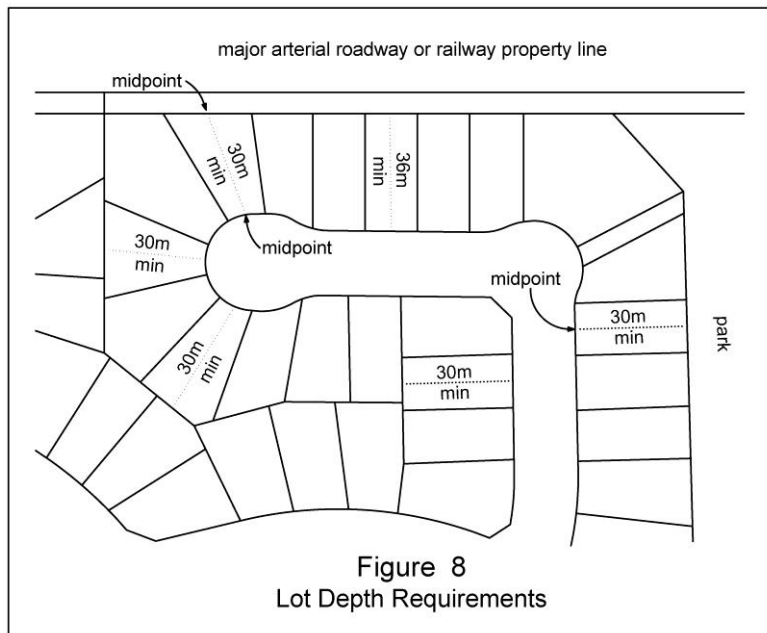 major arterial roadway or railway property line
midpoint
30m
min
36m
min
30m
min
midpoint
midpoint
30m
min
park
30m
min
30m
min
Figure 8
Lot Depth Requirements